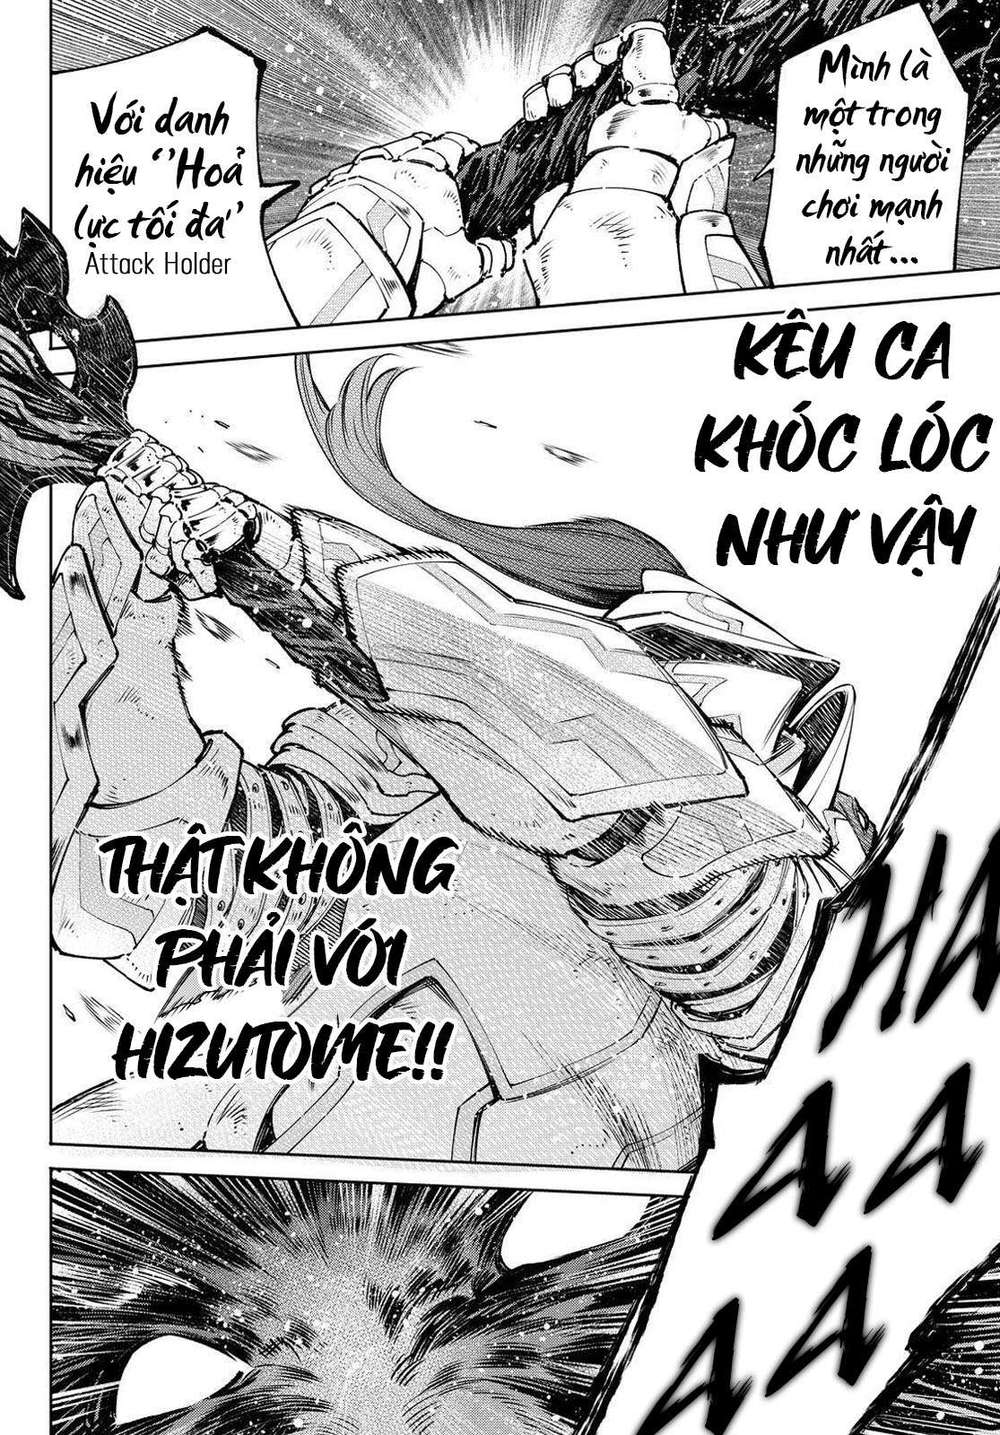 Mình là
một trong
những người
chơi mạnh
nhất...
Với danh
hiệu ''Hoả
lực tối đa''
Attack Holder
KÊU CA
KHÓC LÓC
NHƯ VẬY
THẬT KHÔNG
PHẢI VỚI
HIZUTOME!!
HA
AA
AA